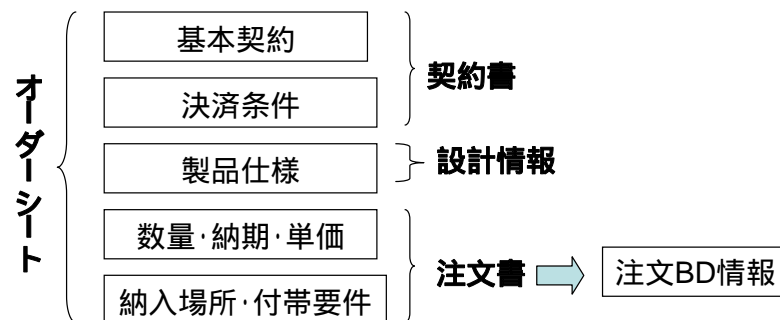 オーダーシート
基本契約
決済条件
契約書
製品仕様
設計情報
数量･納期･単価
納入場所･付帯要件
注文書
注文BD情報